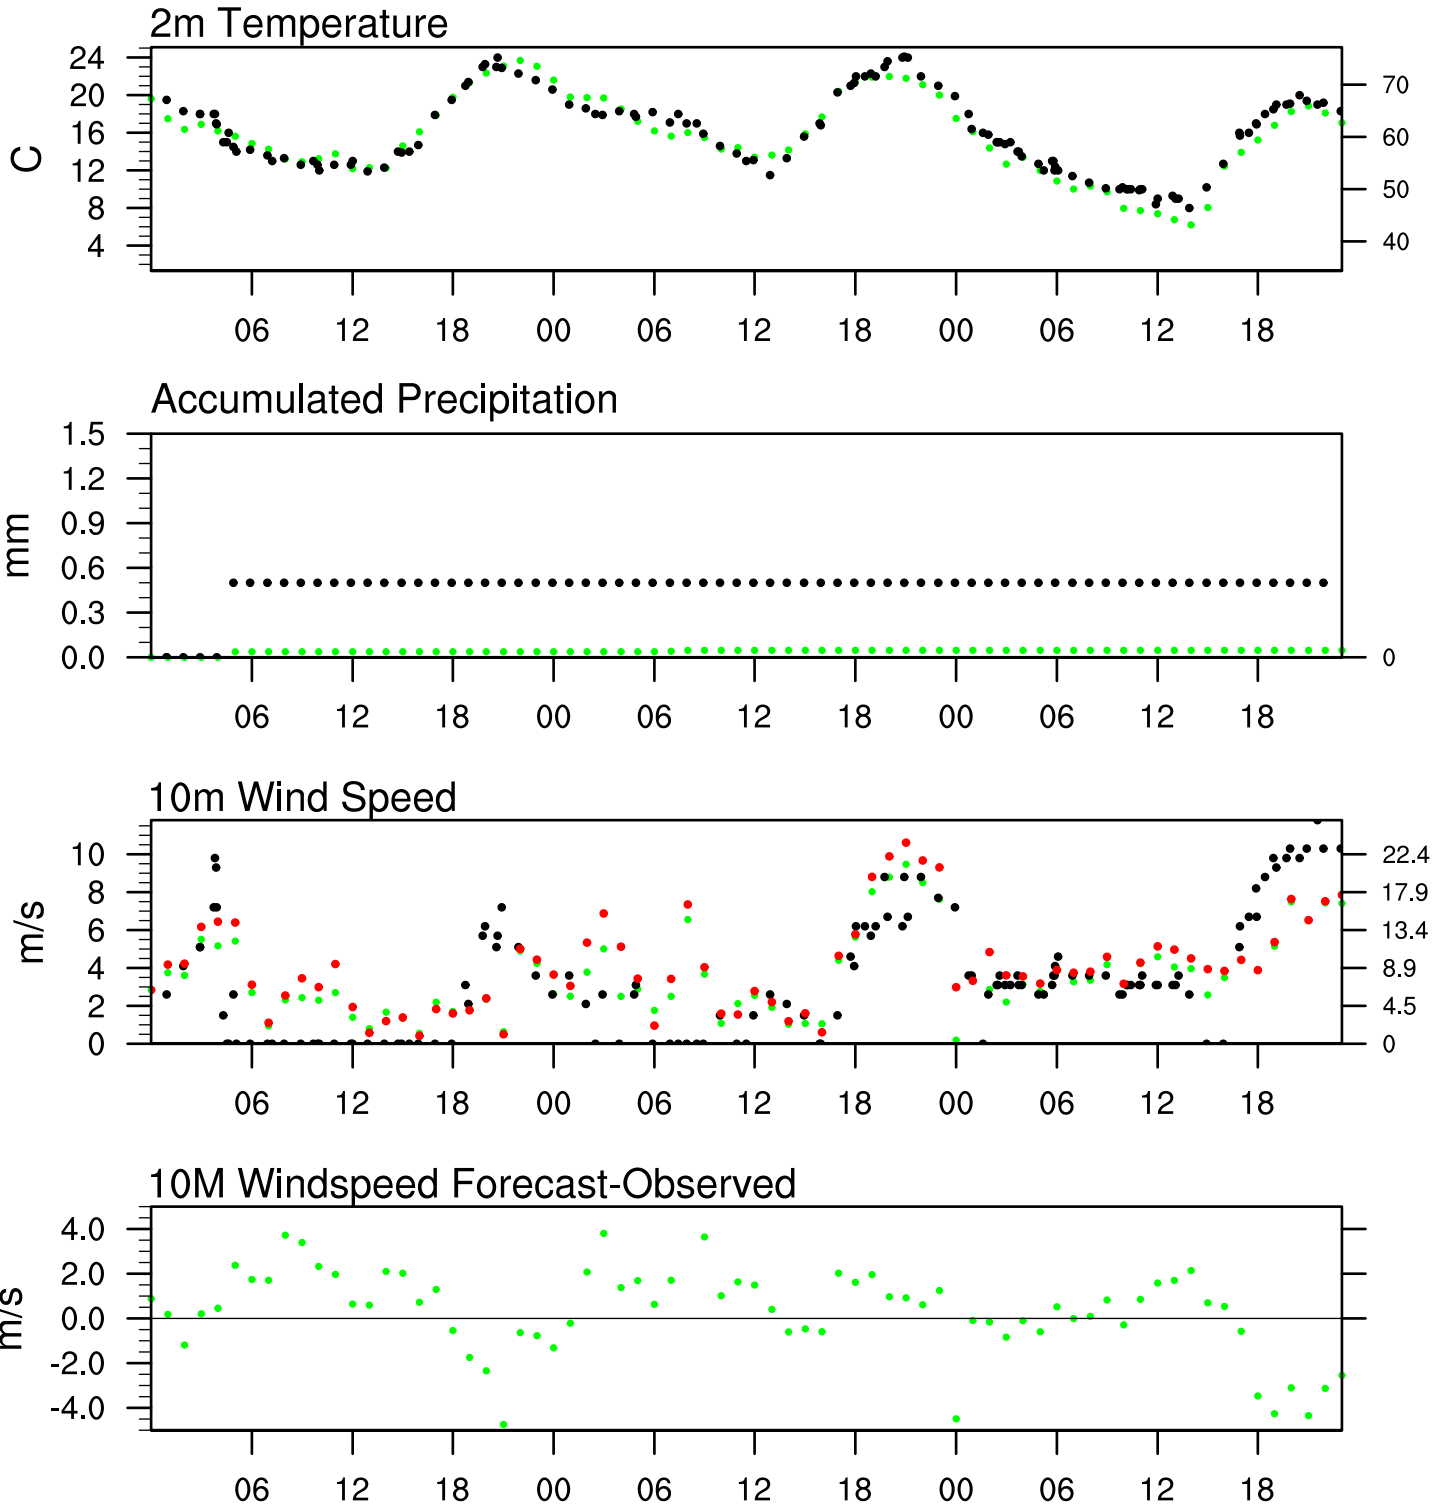 2m Temperature
24
20
16
12
8
4
C
70
60
50
40
06 12 18 00 06 12 18 00 06 12 18
Accumulated Precipitation
1.5
1.2
0.9
0.6
0.3
0.0
mm
0
06 12 18 00 06 12 18 00 06 12 18
10m Wind Speed
10
8
6
4
2
0
m/s
22.4
17.9
13.4
8.9
4.5
0
06 12 18 00 06 12 18 00 06 12 18
10M Windspeed Forecast-Observed
4.0
2.0
0.0
-2.0
-4.0
m/s
06 12 18 00 06 12 18 00 06 12 18